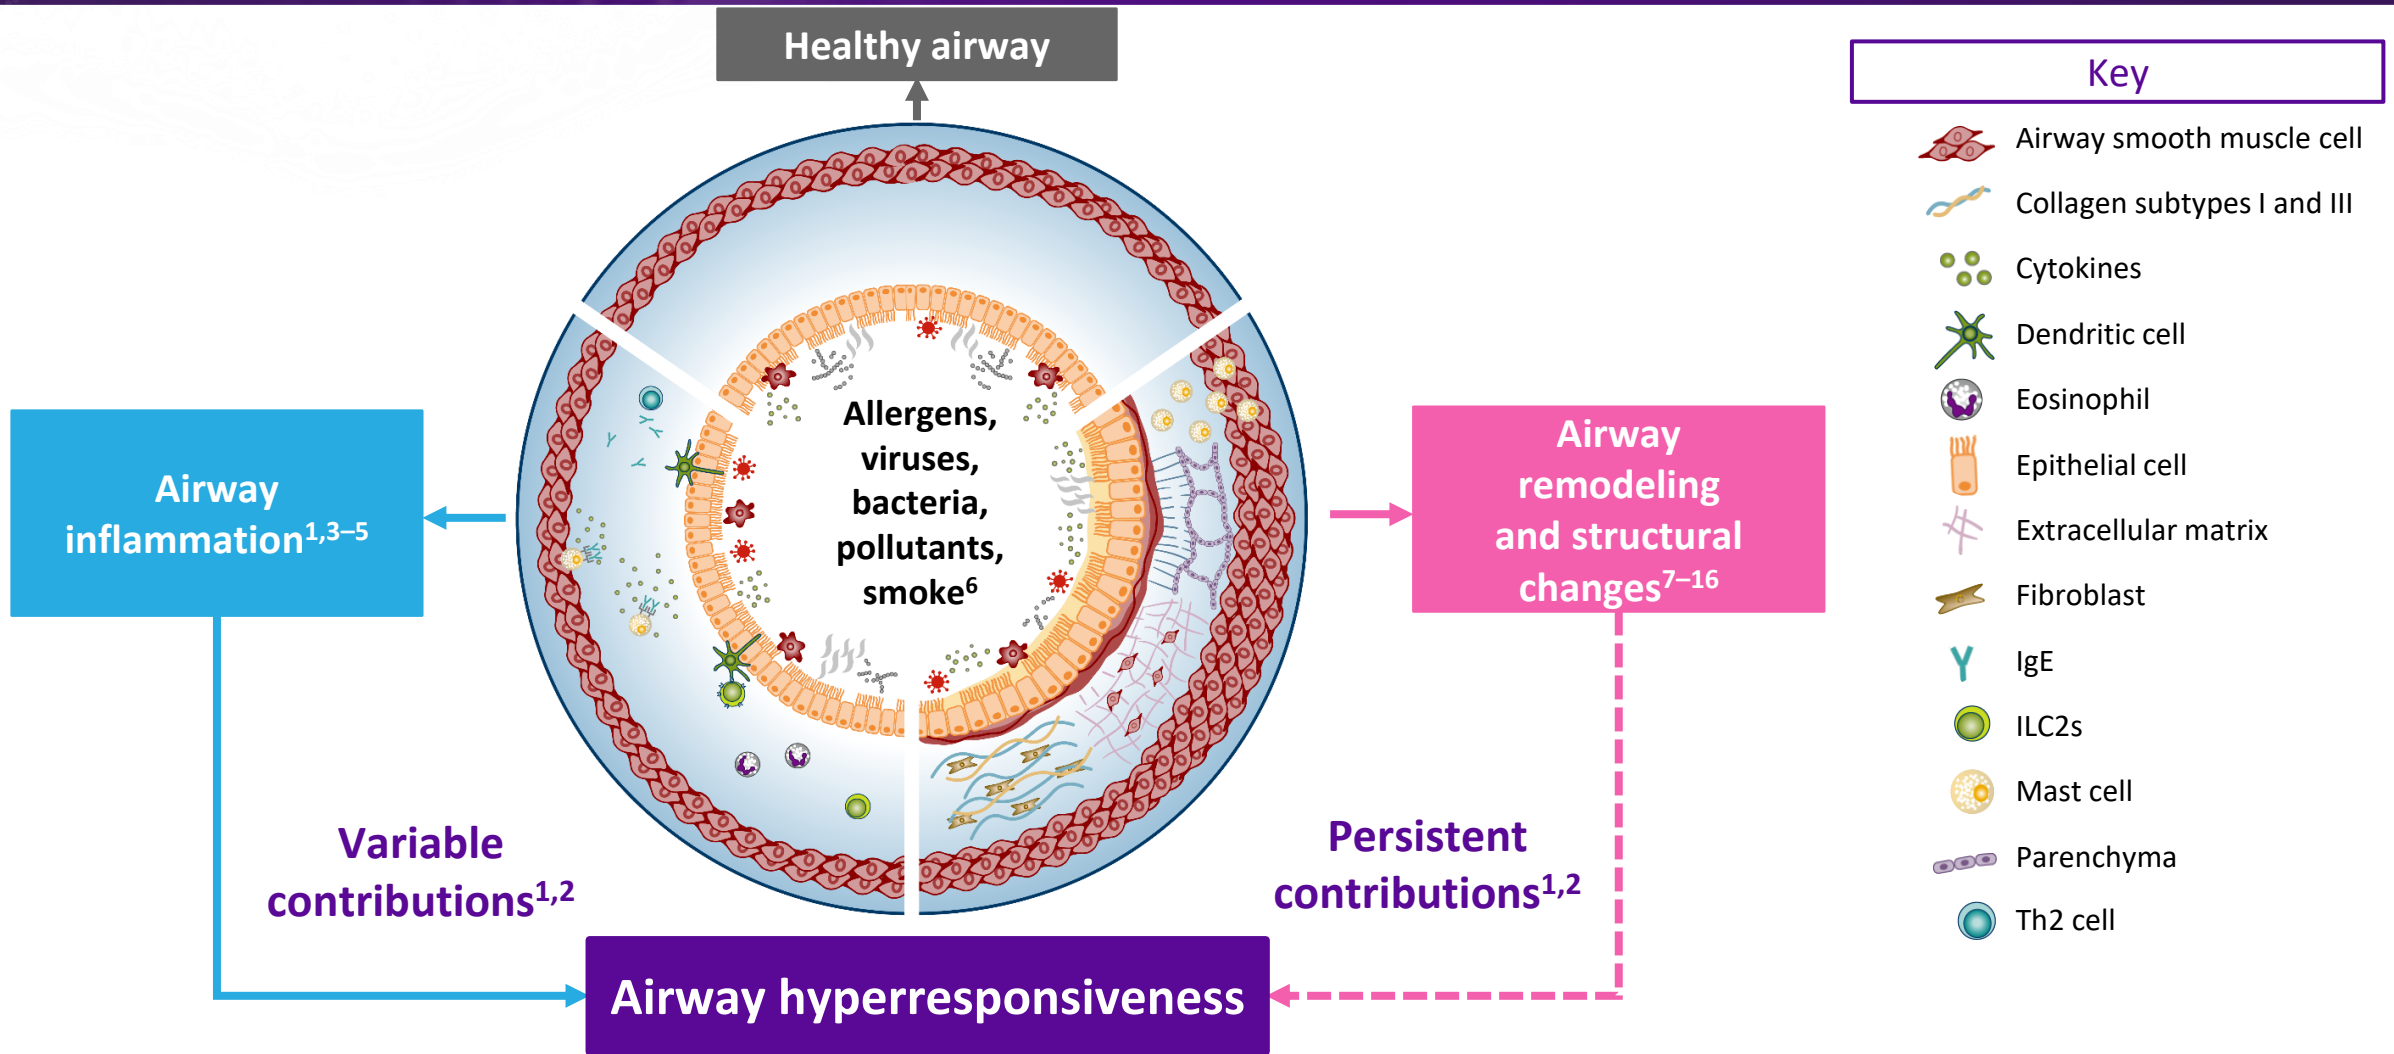 Healthy airway
Key
Airway smooth muscle cell
Collagen subtypes I and III
Cytokines
Dendritic cell
Eosinophil
Epithelial cell
Extracellular matrix
Fibroblast
IgE
ILC2s
Mast cell
Parenchyma
Th2 cell
Allergens,
viruses,
bacteria,
pollutants,
smoke⁶
Airway
inflammation¹,³⁻⁵
Airway
remodeling
and structural
changes⁷⁻¹⁶
Variable
contributions¹,²
Persistent
contributions¹,²
Airway hyperresponsiveness